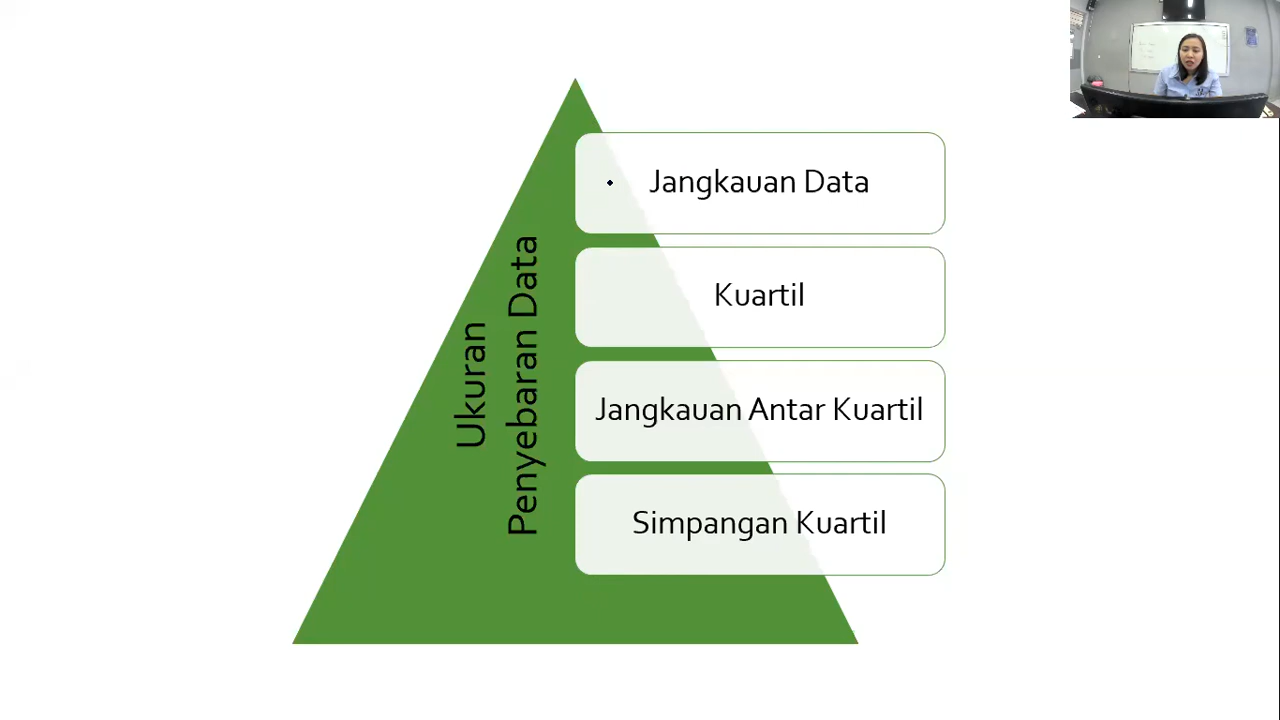 Ukuran
Penyebaran Data
Jangkauan Data
Kuartil
Jangkauan Antar Kuartil
Simpangan Kuartil